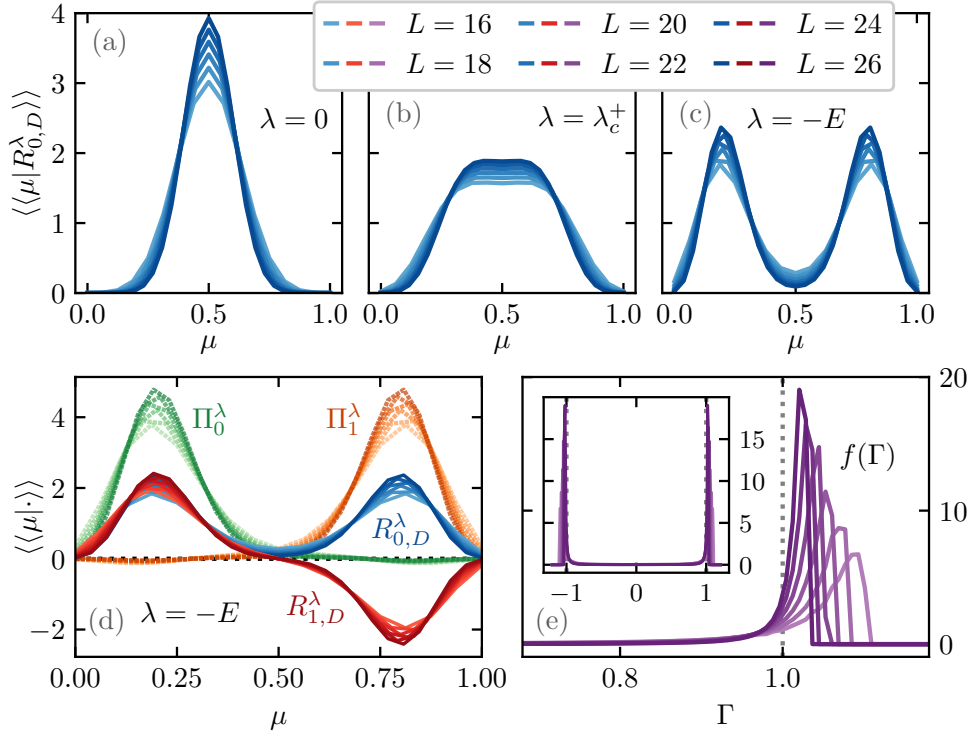 L = 16 L = 20 L = 24
L = 18 L = 22 L = 26
(a) λ = 0
(b) λ = λ_c^+
(c) λ = −E
⟨⟨μ|R^λ_{0,D}⟩⟩
4
3
2
1
0
0.0 0.5 1.0 0.0 0.5 1.0 0.0 0.5 1.0
μ μ μ
⟨⟨μ|·⟩⟩
4
2
0
−2
Π^λ_0 Π^λ_1
R^λ_{0,D}
R^λ_{1,D}
(d) λ = −E
0.00 0.25 0.50 0.75 1.00
μ
20
10
0
f(Γ)
15
10
5
0
−1 0 1
(e)
0.8 1.0
Γ